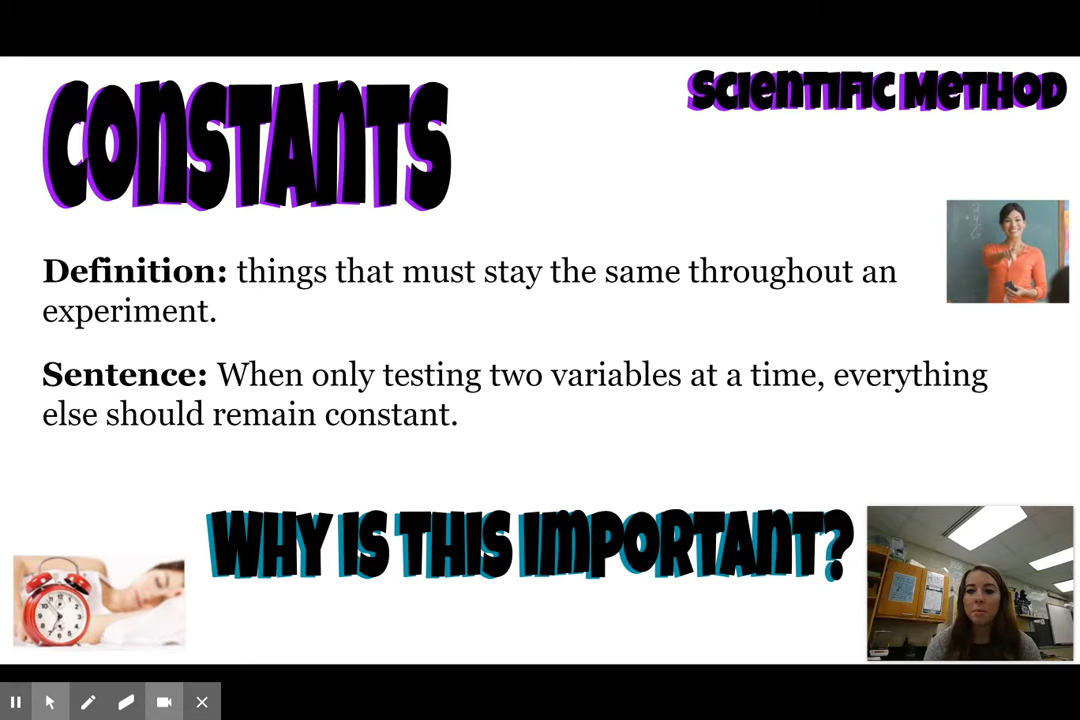 Constants
Scientific Method
Definition: things that must stay the same throughout an
experiment.
Sentence: When only testing two variables at a time, everything
else should remain constant.
Why is this important?